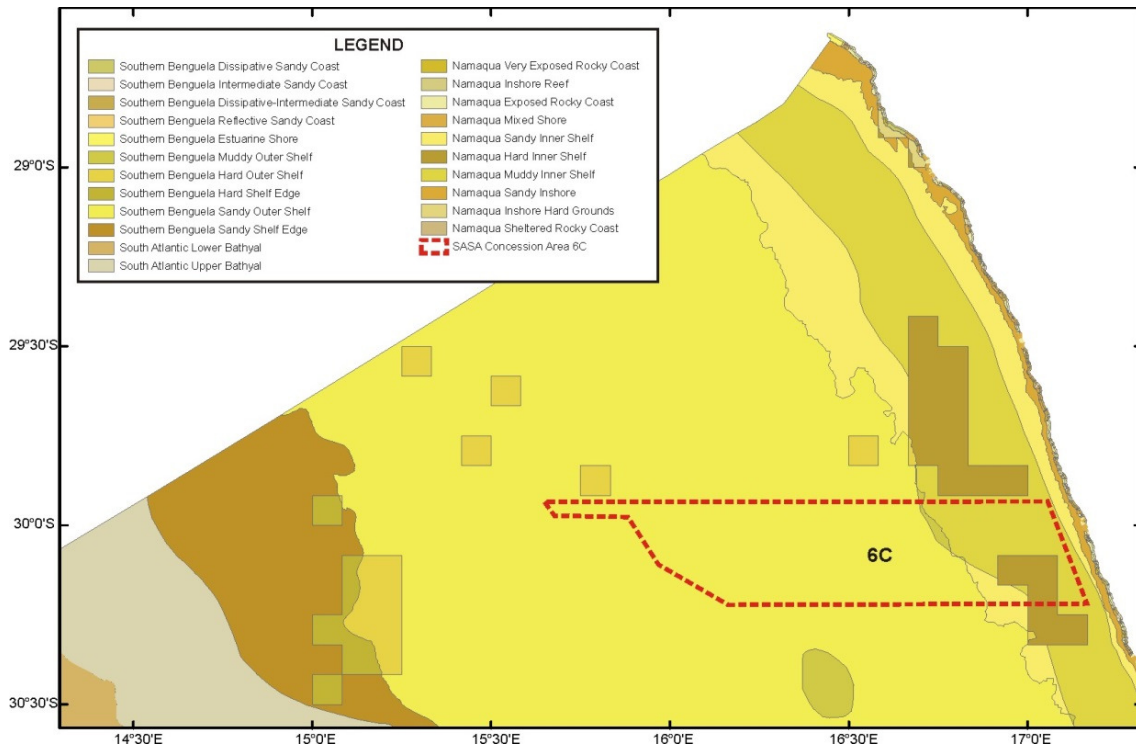 LEGEND
Southern Benguela Dissipative Sandy Coast
Southern Benguela Intermediate Sandy Coast
Southern Benguela Dissipative-Intermediate Sandy Coast
Southern Benguela Reflective Sandy Coast
Southern Benguela Estuarine Shore
Southern Benguela Muddy Outer Shelf
Southern Benguela Hard Outer Shelf
Southern Benguela Hard Shelf Edge
Southern Benguela Sandy Outer Shelf
Southern Benguela Sandy Shelf Edge
South Atlantic Lower Bathyal
South Atlantic Upper Bathyal
Namaqua Very Exposed Rocky Coast
Namaqua Inshore Reef
Namaqua Exposed Rocky Coast
Namaqua Mixed Shore
Namaqua Sandy Inner Shelf
Namaqua Hard Inner Shelf
Namaqua Muddy Inner Shelf
Namaqua Sandy Inshore
Namaqua Inshore Hard Grounds
Namaqua Sheltered Rocky Coast
SASA Concession Area 6C
29°0'S
29°30'S
30°0'S
30°30'S
6C
14°30'E
15°0'E
15°30'E
16°0'E
16°30'E
17°0'E